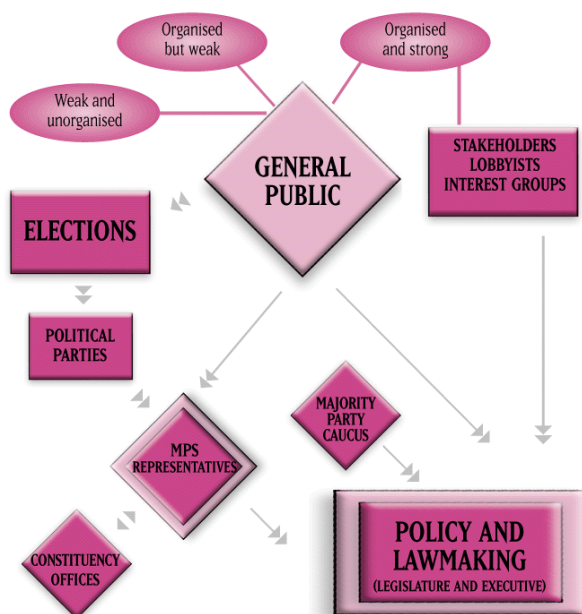 Organised
but weak
Organised
and strong
Weak and
unorganised
GENERAL
PUBLIC
STAKEHOLDERS
LOBBYISTS
INTEREST GROUPS
ELECTIONS
POLITICAL
PARTIES
MAJORITY
PARTY
CAUCUS
MPS
REPRESENTATIVES
POLICY AND
LAWMAKING
(LEGISLATURE AND EXECUTIVE)
CONSTITUENCY
OFFICES